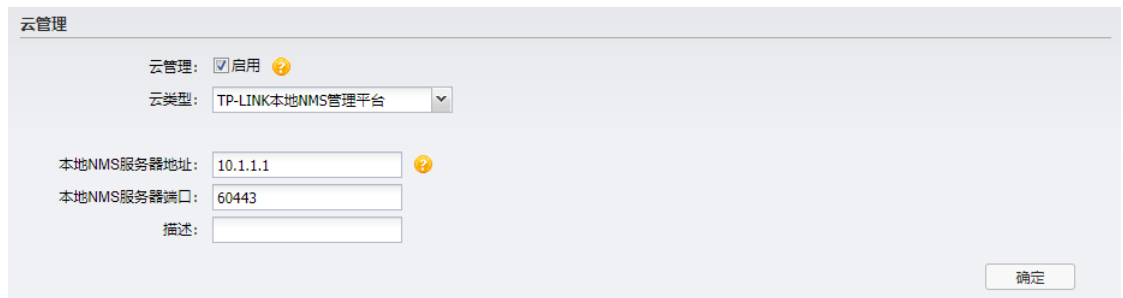 云管理
云管理： 启用
云类型： TP-LINK本地NMS管理平台
本地NMS服务器地址： 10.1.1.1
本地NMS服务器端口： 60443
描述：
确定